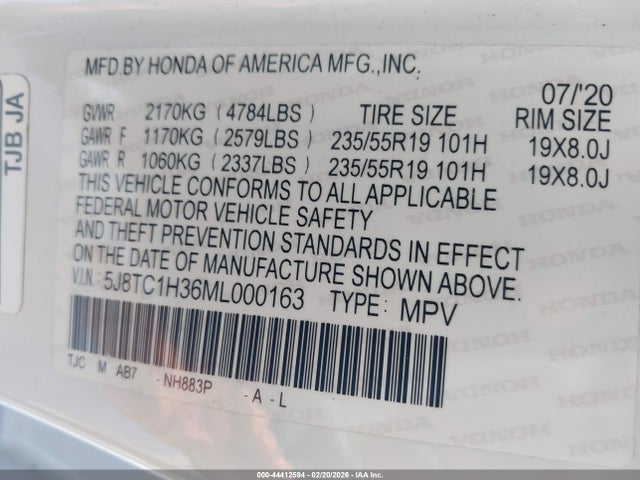 MFD.BY HONDA OF AMERICA MFG.,INC.
07/'20
GVWR 2170KG (4784LBS) TIRE SIZE RIM SIZE
GAWR F 1170KG (2579LBS) 235/55R19 101H 19X8.0J
GAWR R 1060KG (2337LBS) 235/55R19 101H 19X8.0J
THIS VEHICLE CONFORMS TO ALL APPLICABLE
FEDERAL MOTOR VEHICLE SAFETY
AND THEFT PREVENTION STANDARDS IN EFFECT
ON THE DATE OF MANUFACTURE SHOWN ABOVE.
V.I.N: 5J8TC1H36ML000163 TYPE: MPV
TJC M AB7 -NH883P -A-L
TJB JA
000-44412594 - 02/20/2026 - IAAI.COM